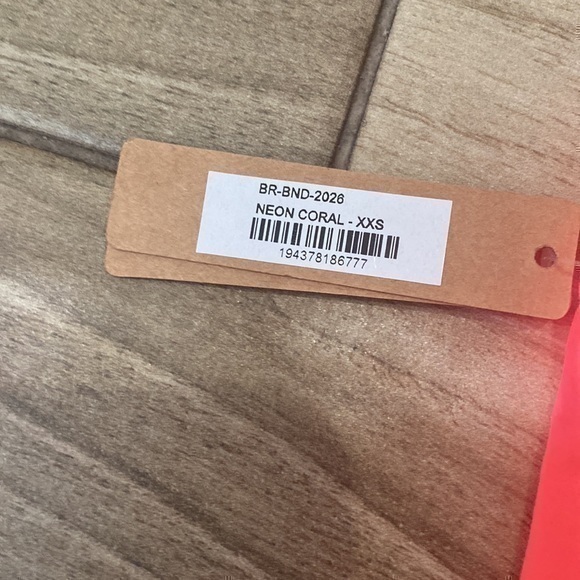 BR-BND-2026
NEON CORAL - XXS
194378186777